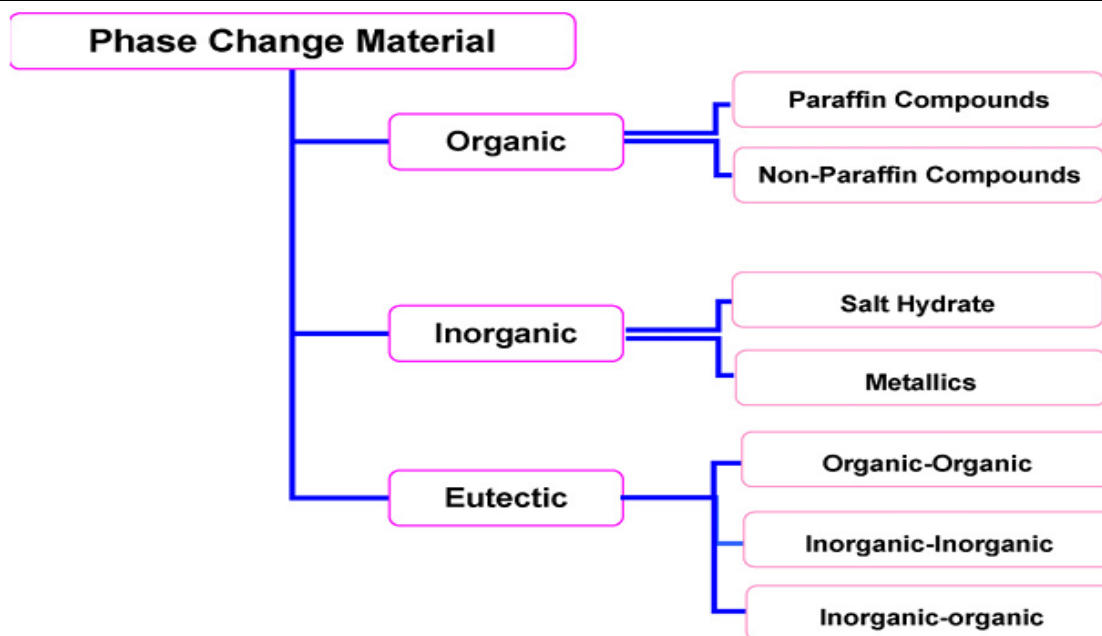 Phase Change Material
Organic
Paraffin Compounds
Non-Paraffin Compounds
Inorganic
Salt Hydrate
Metallics
Eutectic
Organic-Organic
Inorganic-Inorganic
Inorganic-organic